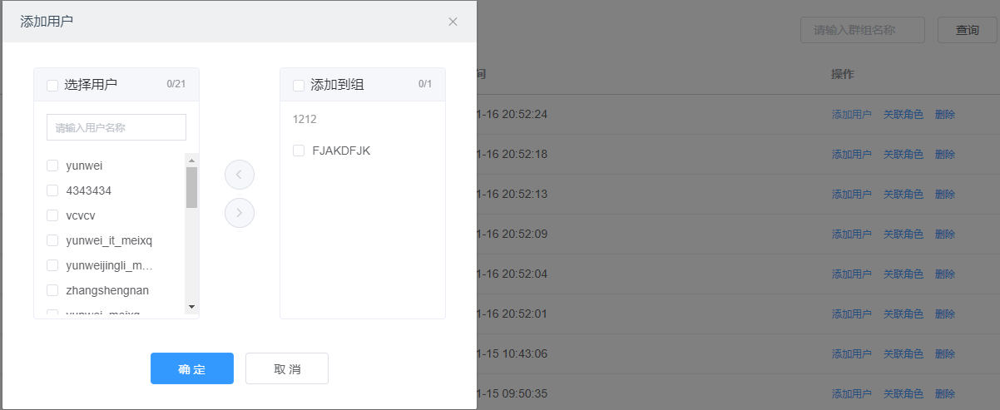 添加用户
选择用户 0/21
请输入用户名称
yunwei
4343434
vcvcv
yunwei_it_meixq
yunweijingli_m…
zhangshengnan
yunwei_meixq
添加到组 0/1
1212
FJAKDFJK
确 定
取 消
请输入群组名称
查询
间 操作
1-16 20:52:24 添加用户 关联角色 删除
1-16 20:52:18 添加用户 关联角色 删除
1-16 20:52:13 添加用户 关联角色 删除
1-16 20:52:09 添加用户 关联角色 删除
1-16 20:52:04 添加用户 关联角色 删除
1-16 20:52:01 添加用户 关联角色 删除
1-15 10:43:06 添加用户 关联角色 删除
1-15 09:50:35 添加用户 关联角色 删除